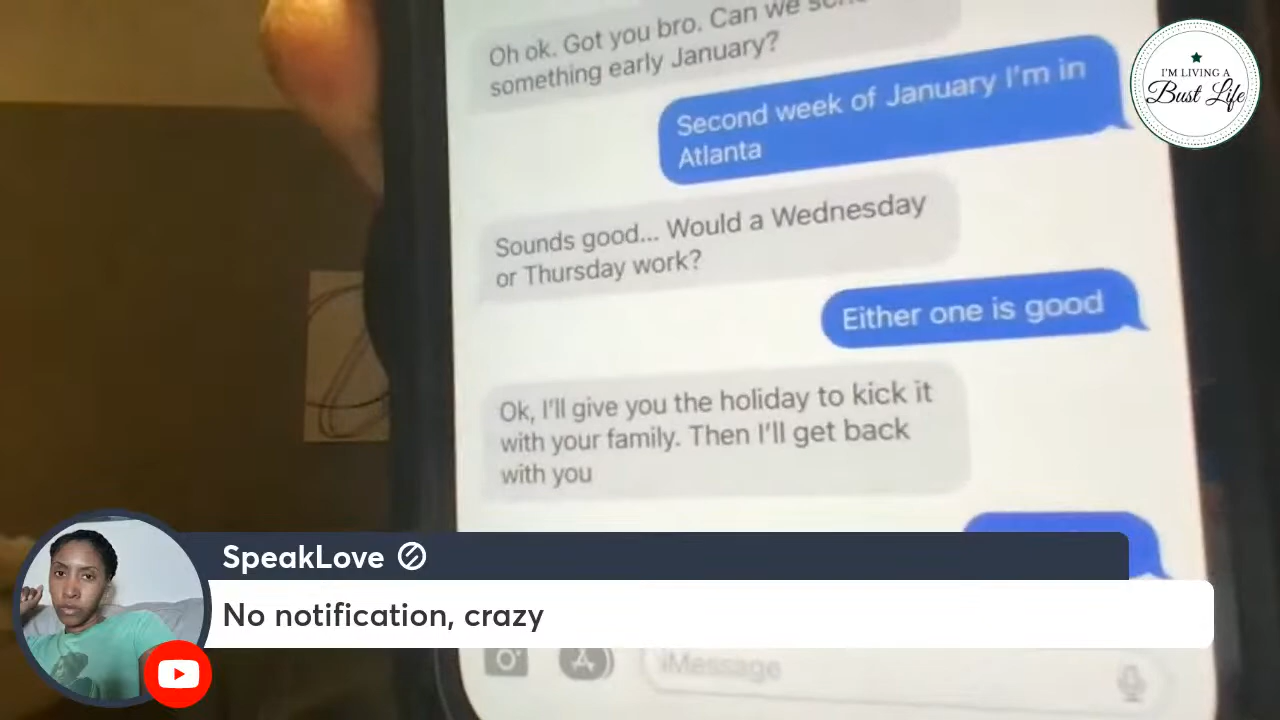 Oh ok. Got you bro. Can we
something early January?
Second week of January I'm in
Atlanta
Sounds good... Would a Wednesday
or Thursday work?
Either one is good
Ok, I'll give you the holiday to kick it
with your family. Then I'll get back
with you
iMessage
I'M LIVING A
Bust Life
SpeakLove
No notification, crazy